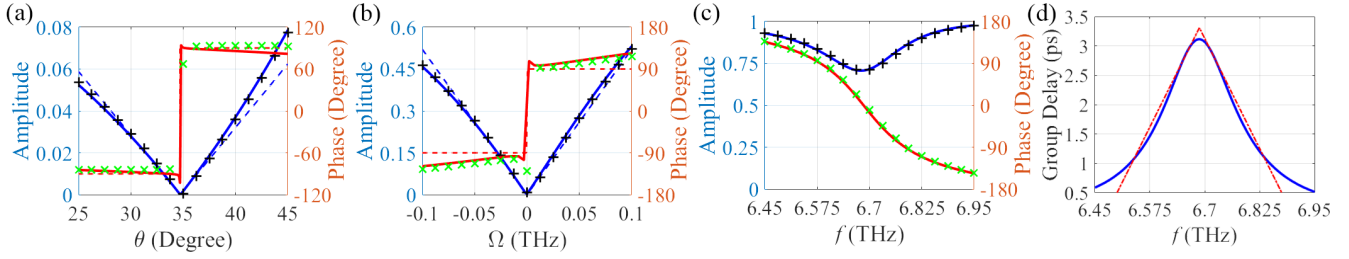 (a)
0.08
0.06
0.04
0.02
0
Amplitude
120
60
0
-60
-120
Phase (Degree)
25 30 35 40 45
θ (Degree)
(b)
0.6
0.45
0.3
0.15
0
Amplitude
180
90
0
-90
-180
Phase (Degree)
-0.1 -0.05 0 0.05 0.1
Ω (THz)
(c)
1
0.75
0.5
0.25
0
Amplitude
180
90
0
-90
-180
Phase (Degree)
6.45 6.575 6.7 6.825 6.95
f (THz)
(d)
3.5
3
2.5
2
1.5
1
0.5
Group Delay (ps)
6.45 6.575 6.7 6.825 6.95
f (THz)